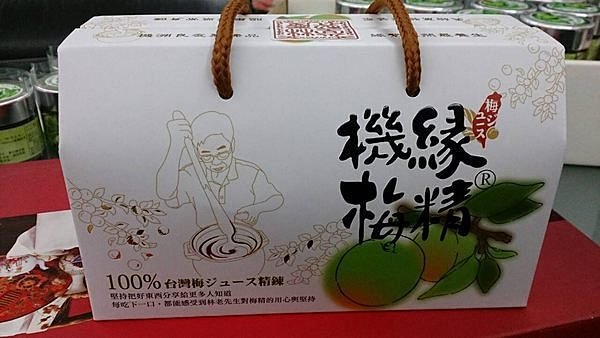 梅ジ
ュース
機縁
梅精®
100%台灣梅ジュース精鍊
堅持把好東西分享給更多人知道
每吃下一口,都能感受到林老先生對梅精的用心與堅持